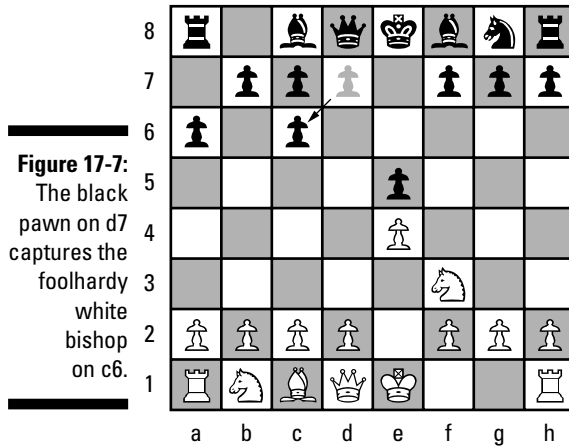 Figure 17-7:
The black
pawn on d7
captures the
foolhardy
white
bishop
on c6.
8
7
6
5
4
3
2
1
a b c d e f g h